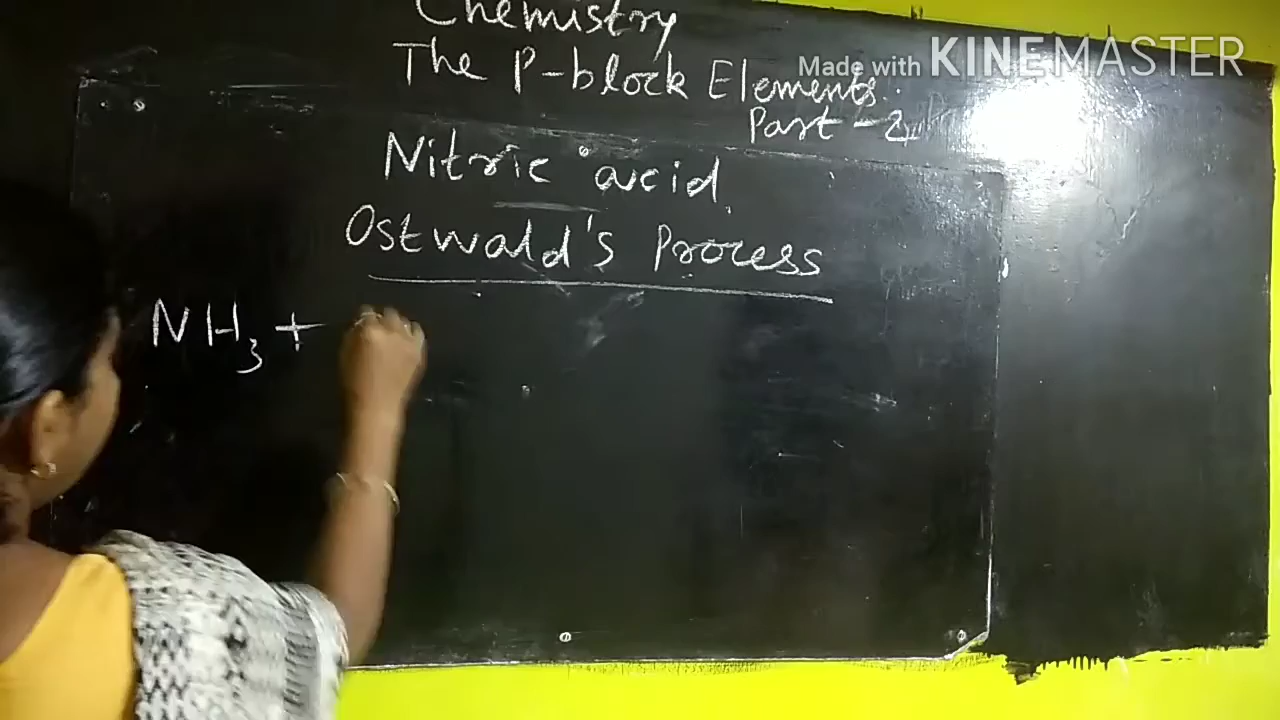 Chemistry
The P-block Elements.
Made with KINEMASTER
Part - 2
Nitric acid
Ostwald's Process
NH3 +